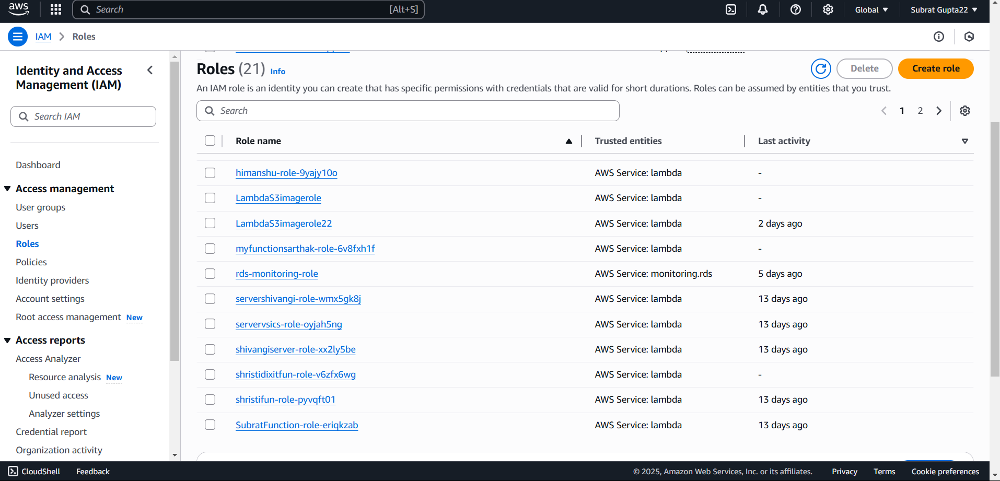 aws
Search [Alt+S]
Global ▼ Subrat Gupta22 ▼
IAM > Roles
Identity and Access
Management (IAM)
Search IAM
Dashboard
Access management
User groups
Users
Roles
Policies
Identity providers
Account settings
Root access management New
Access reports
Access Analyzer
Resource analysis New
Unused access
Analyzer settings
Credential report
Organization activity
Roles (21) Info
Delete
Create role
An IAM role is an identity you can create that has specific permissions with credentials that are valid for short durations. Roles can be assumed by entities that you trust.
Search
1 2
Role name Trusted entities Last activity
himanshu-role-9yajy10o AWS Service: lambda -
LambdaS3imagerole AWS Service: lambda -
LambdaS3imagerole22 AWS Service: lambda 2 days ago
myfunctionsarthak-role-6v8fxh1f AWS Service: lambda -
rds-monitoring-role AWS Service: monitoring.rds 5 days ago
servershivangi-role-wmx5gk8j AWS Service: lambda 13 days ago
servervsics-role-oyjah5ng AWS Service: lambda 13 days ago
shivangiserver-role-xx2ly5be AWS Service: lambda 13 days ago
shristidixitfun-role-v6zfx6wg AWS Service: lambda -
shristifun-role-pyvqft01 AWS Service: lambda 13 days ago
SubratFunction-role-eriqkzab AWS Service: lambda 13 days ago
CloudShell Feedback © 2025, Amazon Web Services, Inc. or its affiliates. Privacy Terms Cookie preferences